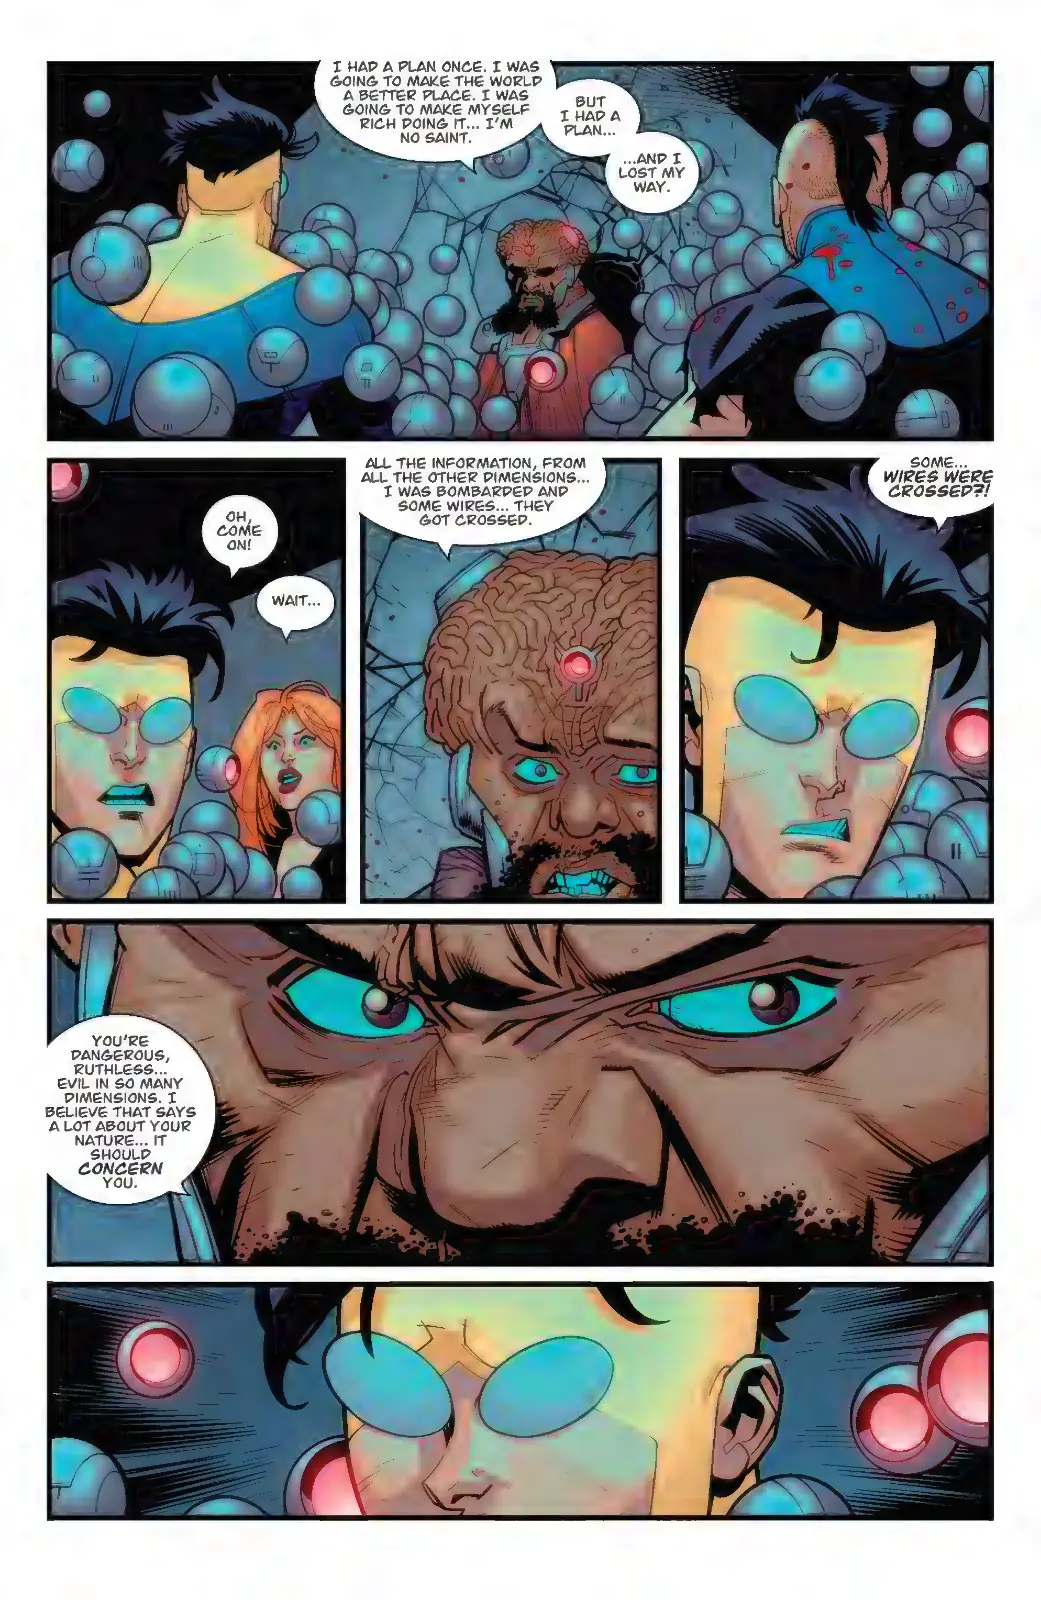 I HAD A PLAN ONCE. I WAS
GOING TO MAKE THE WORLD
A BETTER PLACE. I WAS
GOING TO MAKE MYSELF
RICH DOING IT... I'M
NO SAINT.
BUT
I HAD A
PLAN...
...AND I
LOST MY
WAY.
OH,
COME
ON!
WAIT...
ALL THE INFORMATION, FROM
ALL THE OTHER DIMENSIONS...
I WAS BOMBARDED AND
SOME WIRES... THEY
GOT CROSSED.
SOME...
WIRES WERE
CROSSED?!
YOU'RE
DANGEROUS,
RUTHLESS...
EVIL IN SO MANY
DIMENSIONS. I
BELIEVE THAT SAYS
A LOT ABOUT YOUR
NATURE... IT
SHOULD
CONCERN
YOU.